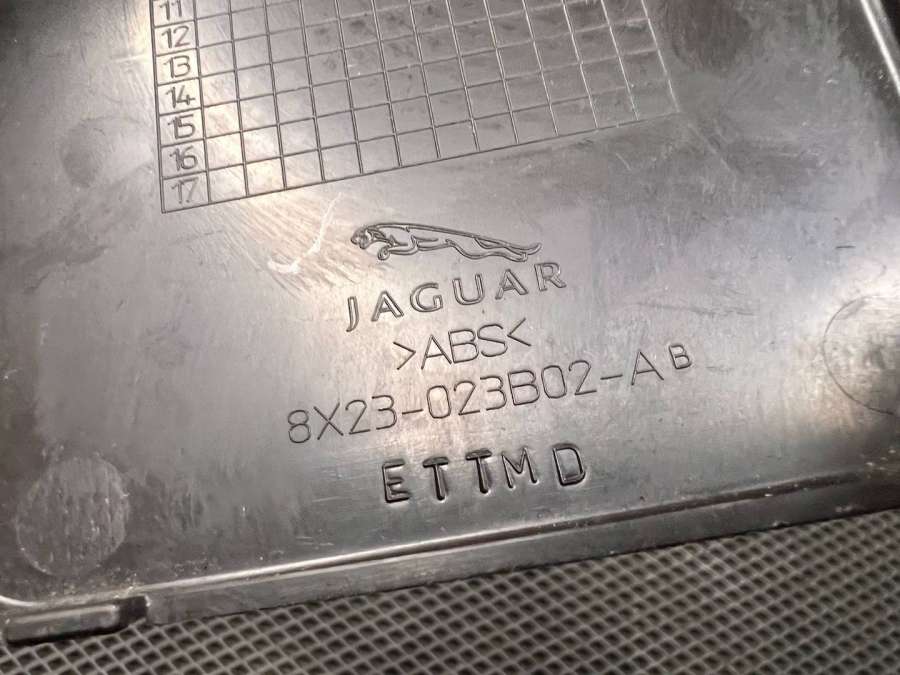 11
12
13
14
15
16
17
JAGUAR
>ABS<
8X23-023B02-AB
ETTMD